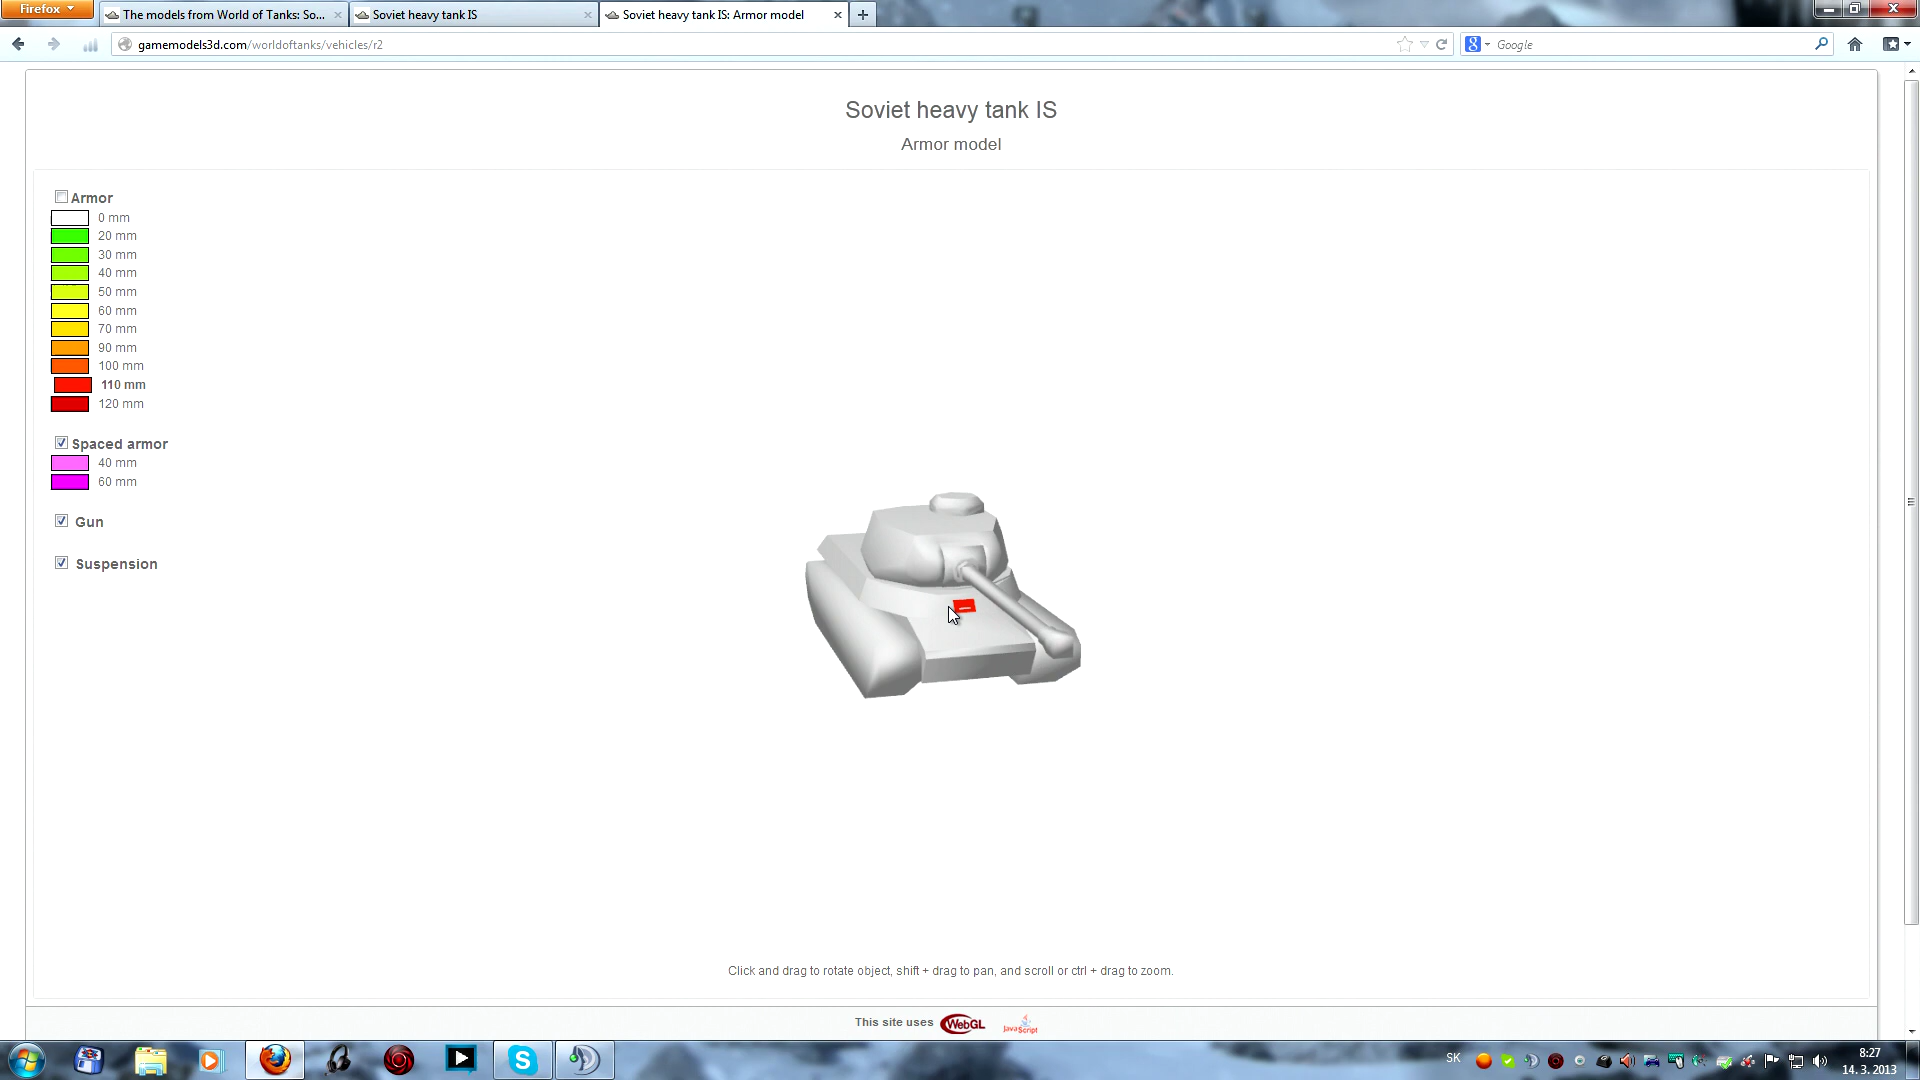 Firefox
The models from World of Tanks: So...
Soviet heavy tank IS
Soviet heavy tank IS: Armor model
gamemodels3d.com/worldoftanks/vehicles/r2
Google
Soviet heavy tank IS
Armor model
Armor
0 mm
20 mm
30 mm
40 mm
50 mm
60 mm
70 mm
90 mm
100 mm
110 mm
120 mm
Spaced armor
40 mm
60 mm
Gun
Suspension
Click and drag to rotate object, shift + drag to pan, and scroll or ctrl + drag to zoom.
This site uses WebGL JavaScript
SK
8:27
14. 3. 2013